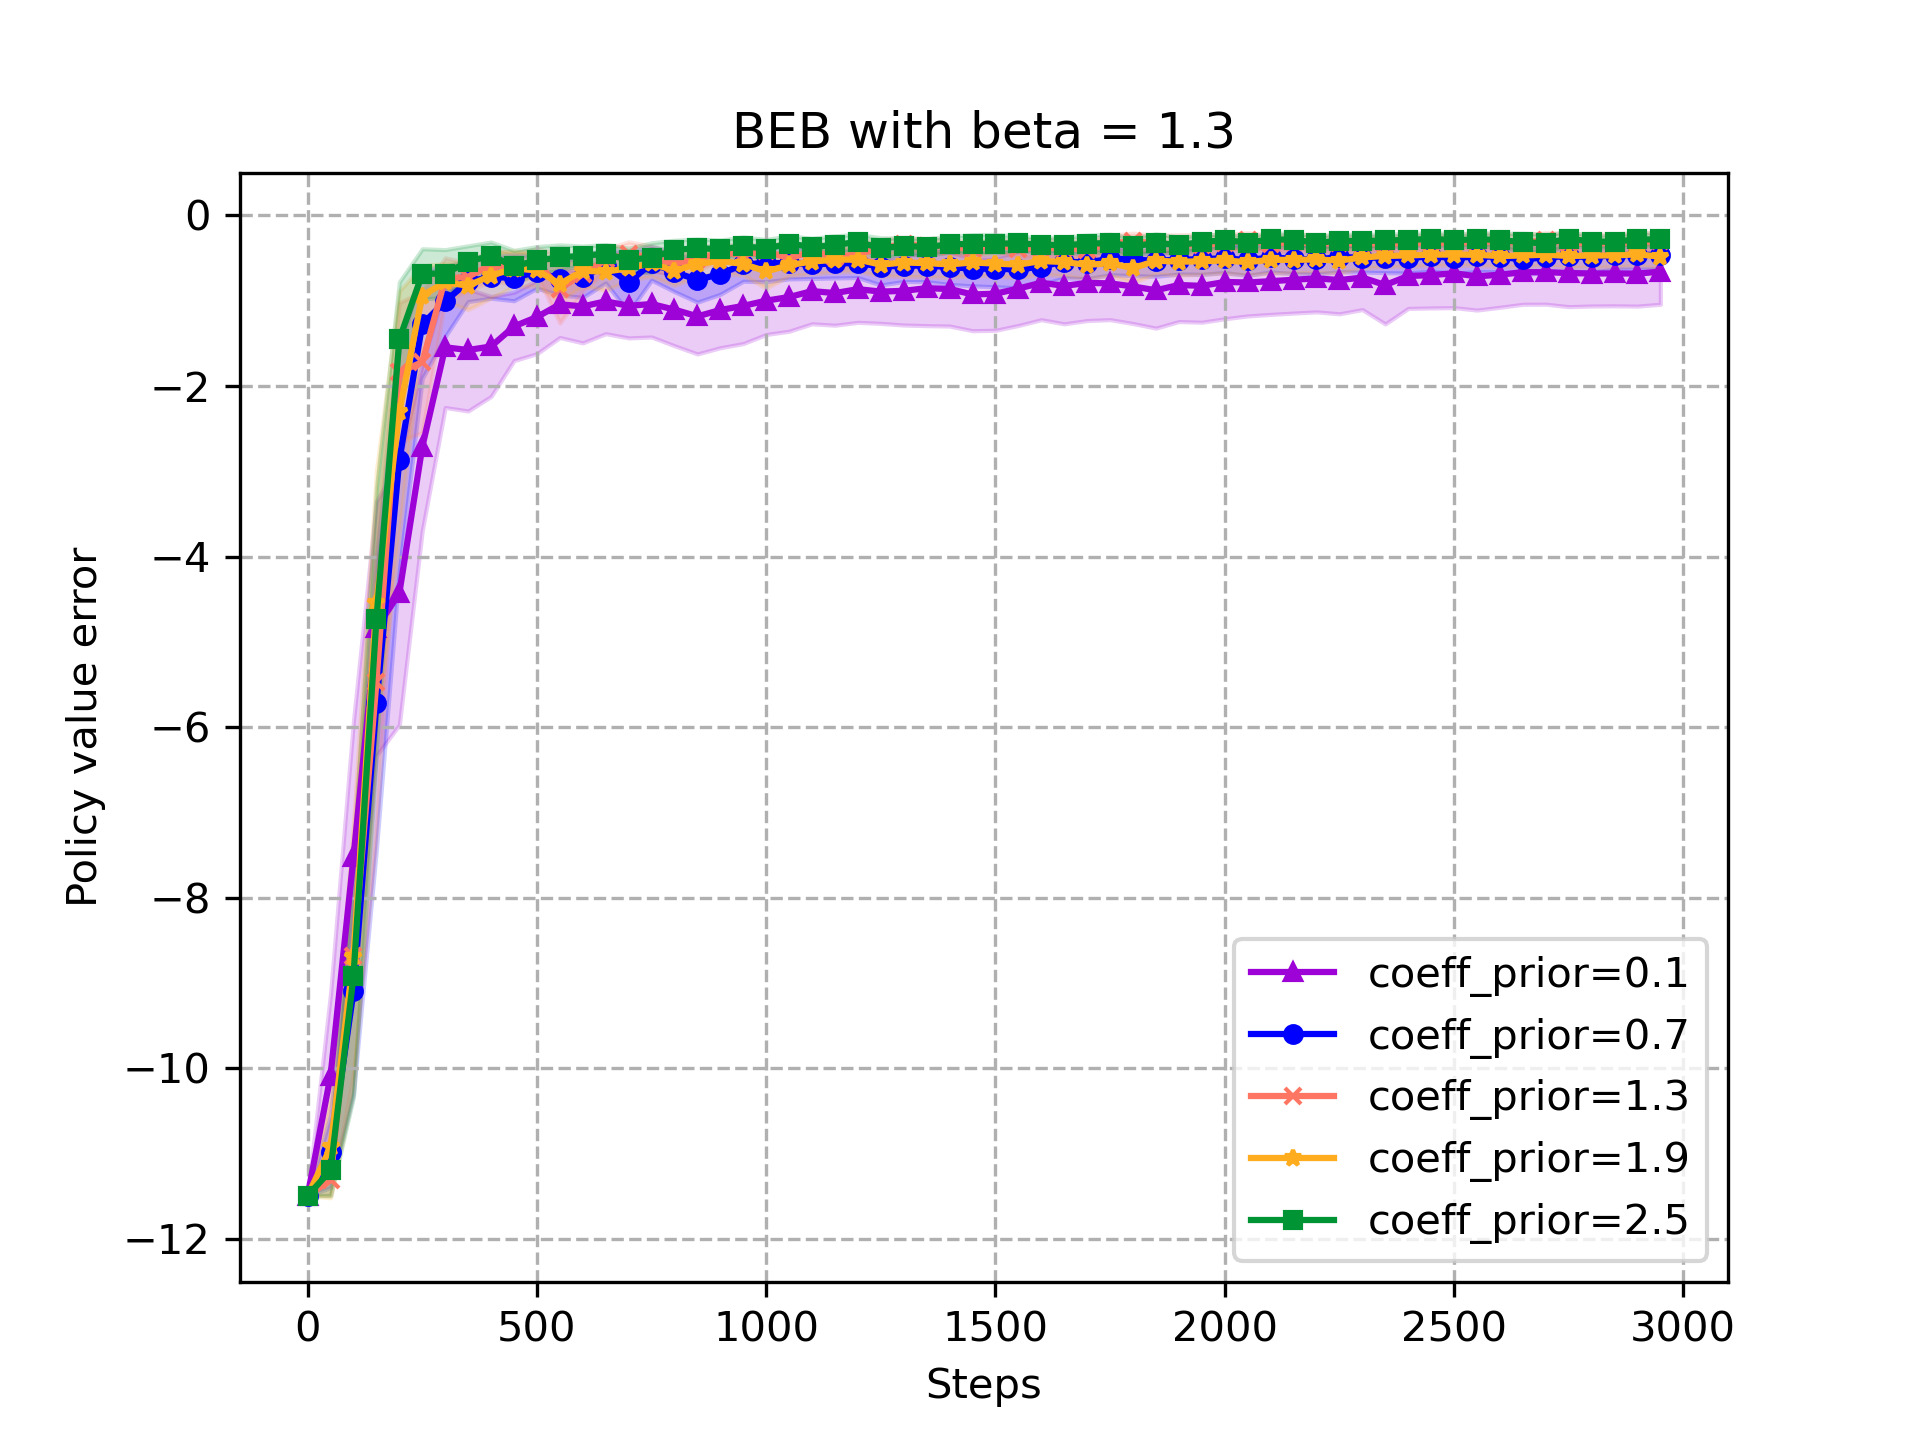 BEB with beta = 1.3
Policy value error
0
−2
−4
−6
−8
−10
−12
coeff_prior=0.1
coeff_prior=0.7
coeff_prior=1.3
coeff_prior=1.9
coeff_prior=2.5
0 500 1000 1500 2000 2500 3000
Steps